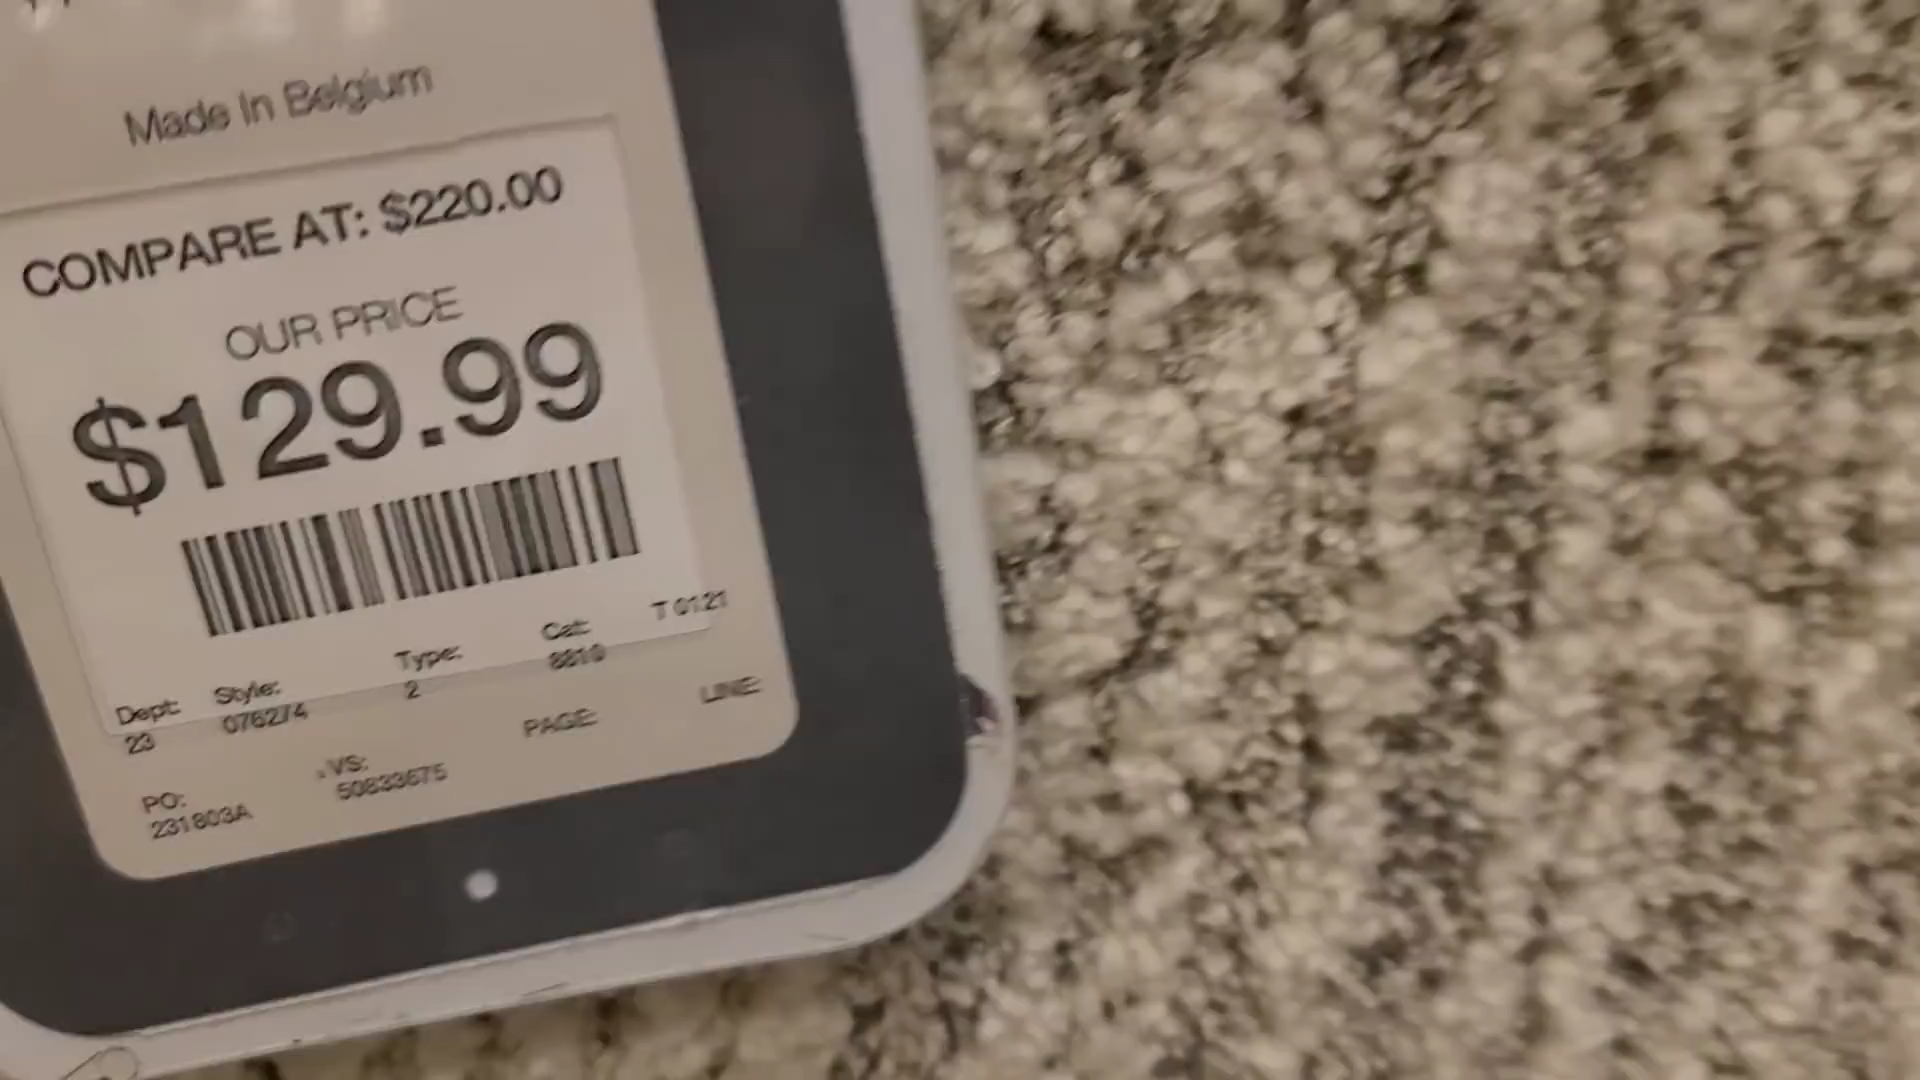 Made In Belgium
COMPARE AT: $220.00
OUR PRICE
$129.99
Dept: Style: Type: Cat: T 0121
23 076274 2 8810
PO: VS: PAGE: LINE:
231803A 50833675